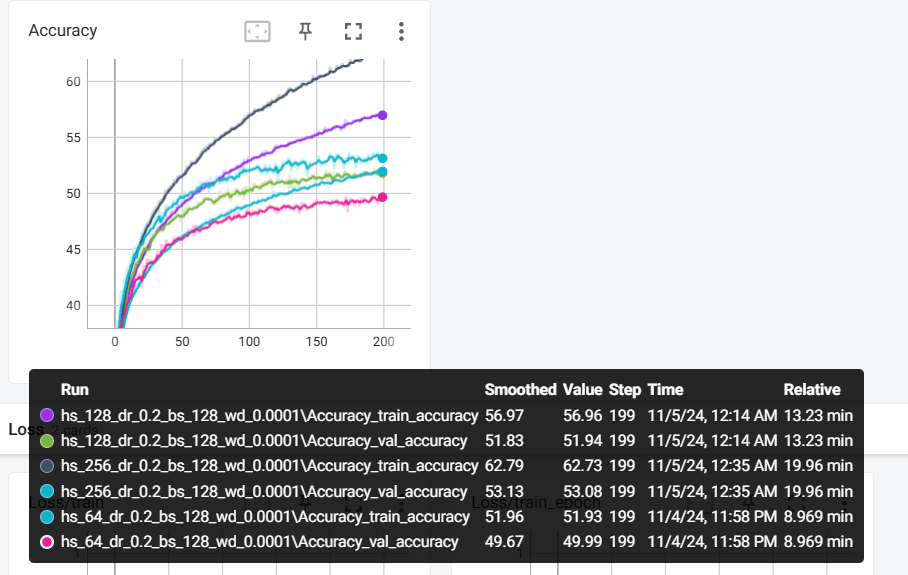 Accuracy
60
55
50
45
40
0 50 100 150 200
Run Smoothed Value Step Time Relative
hs_128_dr_0.2_bs_128_wd_0.0001\Accuracy_train_accuracy 56.97 56.96 199 11/5/24, 12:14 AM 13.23 min
hs_128_dr_0.2_bs_128_wd_0.0001\Accuracy_val_accuracy 51.83 51.94 199 11/5/24, 12:14 AM 13.23 min
hs_256_dr_0.2_bs_128_wd_0.0001\Accuracy_train_accuracy 62.79 62.73 199 11/5/24, 12:35 AM 19.96 min
hs_256_dr_0.2_bs_128_wd_0.0001\Accuracy_val_accuracy 53.13 53.08 199 11/5/24, 12:35 AM 19.96 min
hs_64_dr_0.2_bs_128_wd_0.0001\Accuracy_train_accuracy 51.96 51.93 199 11/4/24, 11:58 PM 8.969 min
hs_64_dr_0.2_bs_128_wd_0.0001\Accuracy_val_accuracy 49.67 49.99 199 11/4/24, 11:58 PM 8.969 min
Loss 2 cards
Loss/train Loss/train_epoch
1 1